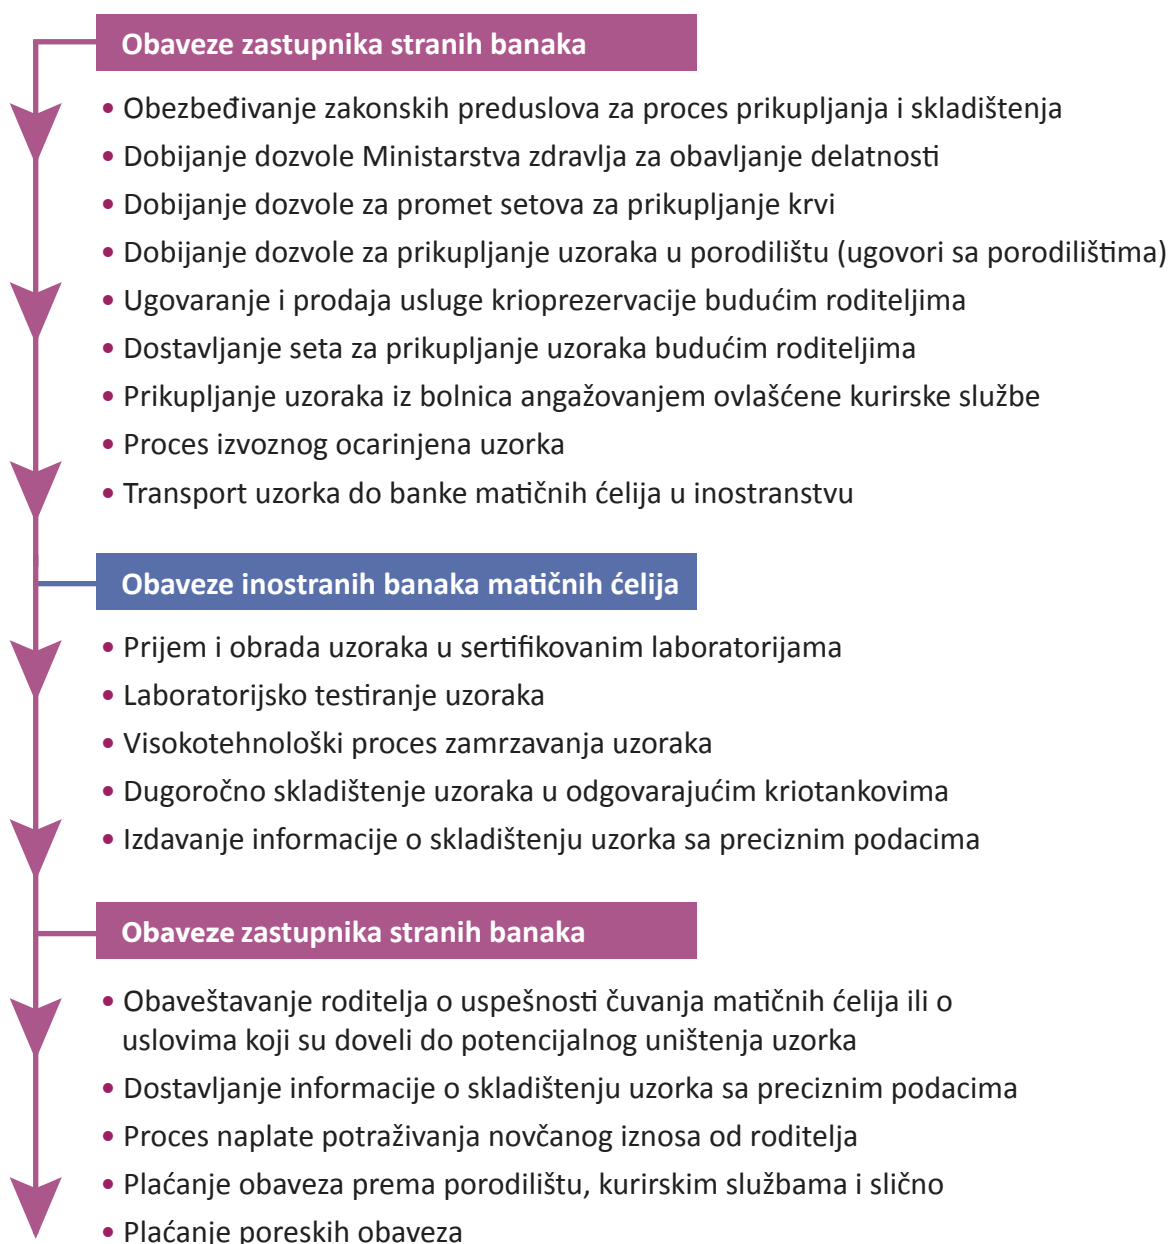 Obaveze zastupnika stranih banaka
• Obezbeđivanje zakonskih preduslova za proces prikupljanja i skladištenja
• Dobijanje dozvole Ministarstva zdravlja za obavljanje delatnosti
• Dobijanje dozvole za promet setova za prikupljanje krvi
• Dobijanje dozvole za prikupljanje uzoraka u porodilištu (ugovori sa porodilištima)
• Ugovaranje i prodaja usluge krioprezervacije budućim roditeljima
• Dostavljanje seta za prikupljanje uzoraka budućim roditeljima
• Prikupljanje uzoraka iz bolnica angažovanjem ovlašćene kurirske službe
• Proces izvoznog ocarinjena uzorka
• Transport uzorka do banke matičnih ćelija u inostranstvu
Obaveze inostranih banaka matičnih ćelija
• Prijem i obrada uzoraka u sertifikovanim laboratorijama
• Laboratorijsko testiranje uzoraka
• Visokotehnološki proces zamrzavanja uzoraka
• Dugoročno skladištenje uzoraka u odgovarajućim kriotankovima
• Izdavanje informacije o skladištenju uzorka sa preciznim podacima
Obaveze zastupnika stranih banaka
• Obaveštavanje roditelja o uspešnosti čuvanja matičnih ćelija ili o
uslovima koji su doveli do potencijalnog uništenja uzorka
• Dostavljanje informacije o skladištenju uzorka sa preciznim podacima
• Proces naplate potraživanja novčanog iznosa od roditelja
• Plaćanje obaveza prema porodilištu, kurirskim službama i slično
• Plaćanje poreskih obaveza